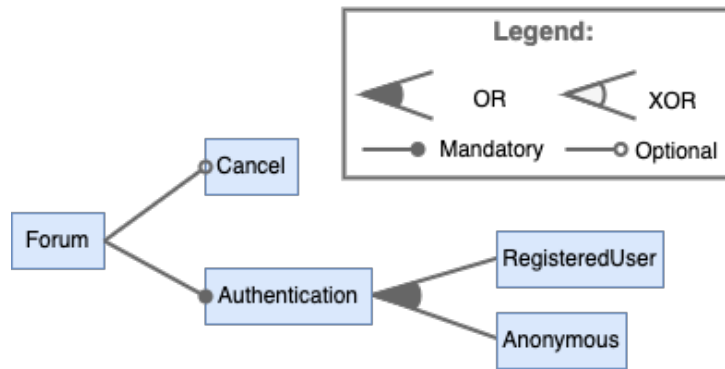 Legend:
OR
XOR
Mandatory
Optional
Cancel
Forum
Authentication
RegisteredUser
Anonymous